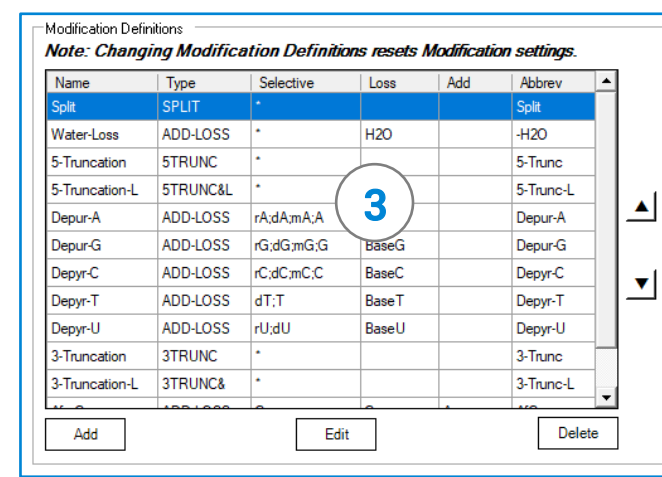 Modification Definitions
Note: Changing Modification Definitions resets Modification settings.
Name Type Selective Loss Add Abbrev
Split SPLIT * Split
Water-Loss ADD-LOSS * H2O -H2O
5-Truncation 5TRUNC * 5-Trunc
5-Truncation-L 5TRUNC&L * 5-Trunc-L
3
Depur-A ADD-LOSS rA;dA;mA;A Depur-A
Depur-G ADD-LOSS rG;dG;mG;G BaseG Depur-G
Depyr-C ADD-LOSS rC;dC;mC;C BaseC Depyr-C
Depyr-T ADD-LOSS dT;T BaseT Depyr-T
Depyr-U ADD-LOSS rU;dU BaseU Depyr-U
3-Truncation 3TRUNC * 3-Trunc
3-Truncation-L 3TRUNC& * 3-Trunc-L
Add Edit Delete